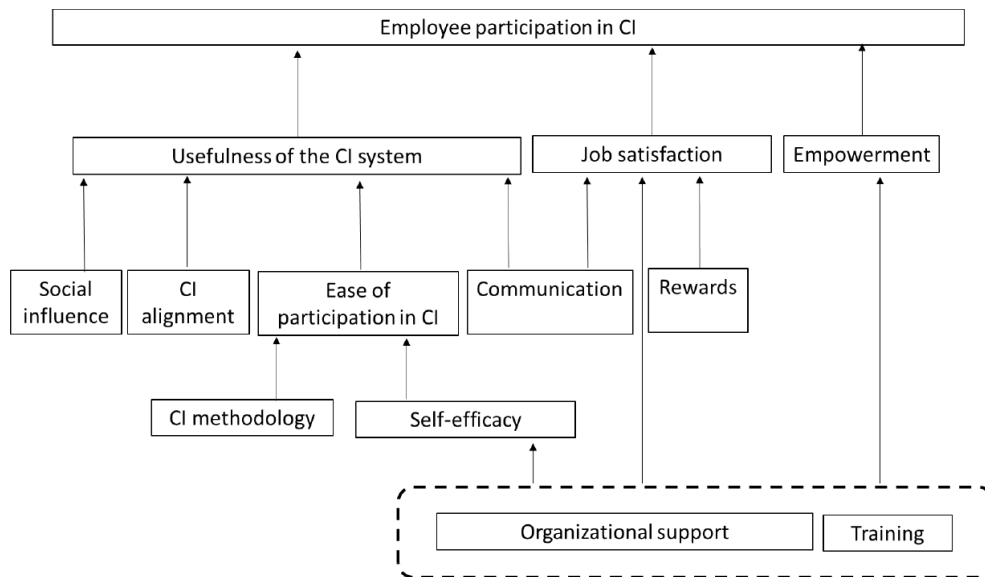 Employee participation in CI
Usefulness of the CI system
Job satisfaction
Empowerment
Social
influence
CI
alignment
Ease of
participation in CI
Communication
Rewards
CI methodology
Self-efficacy
Organizational support
Training